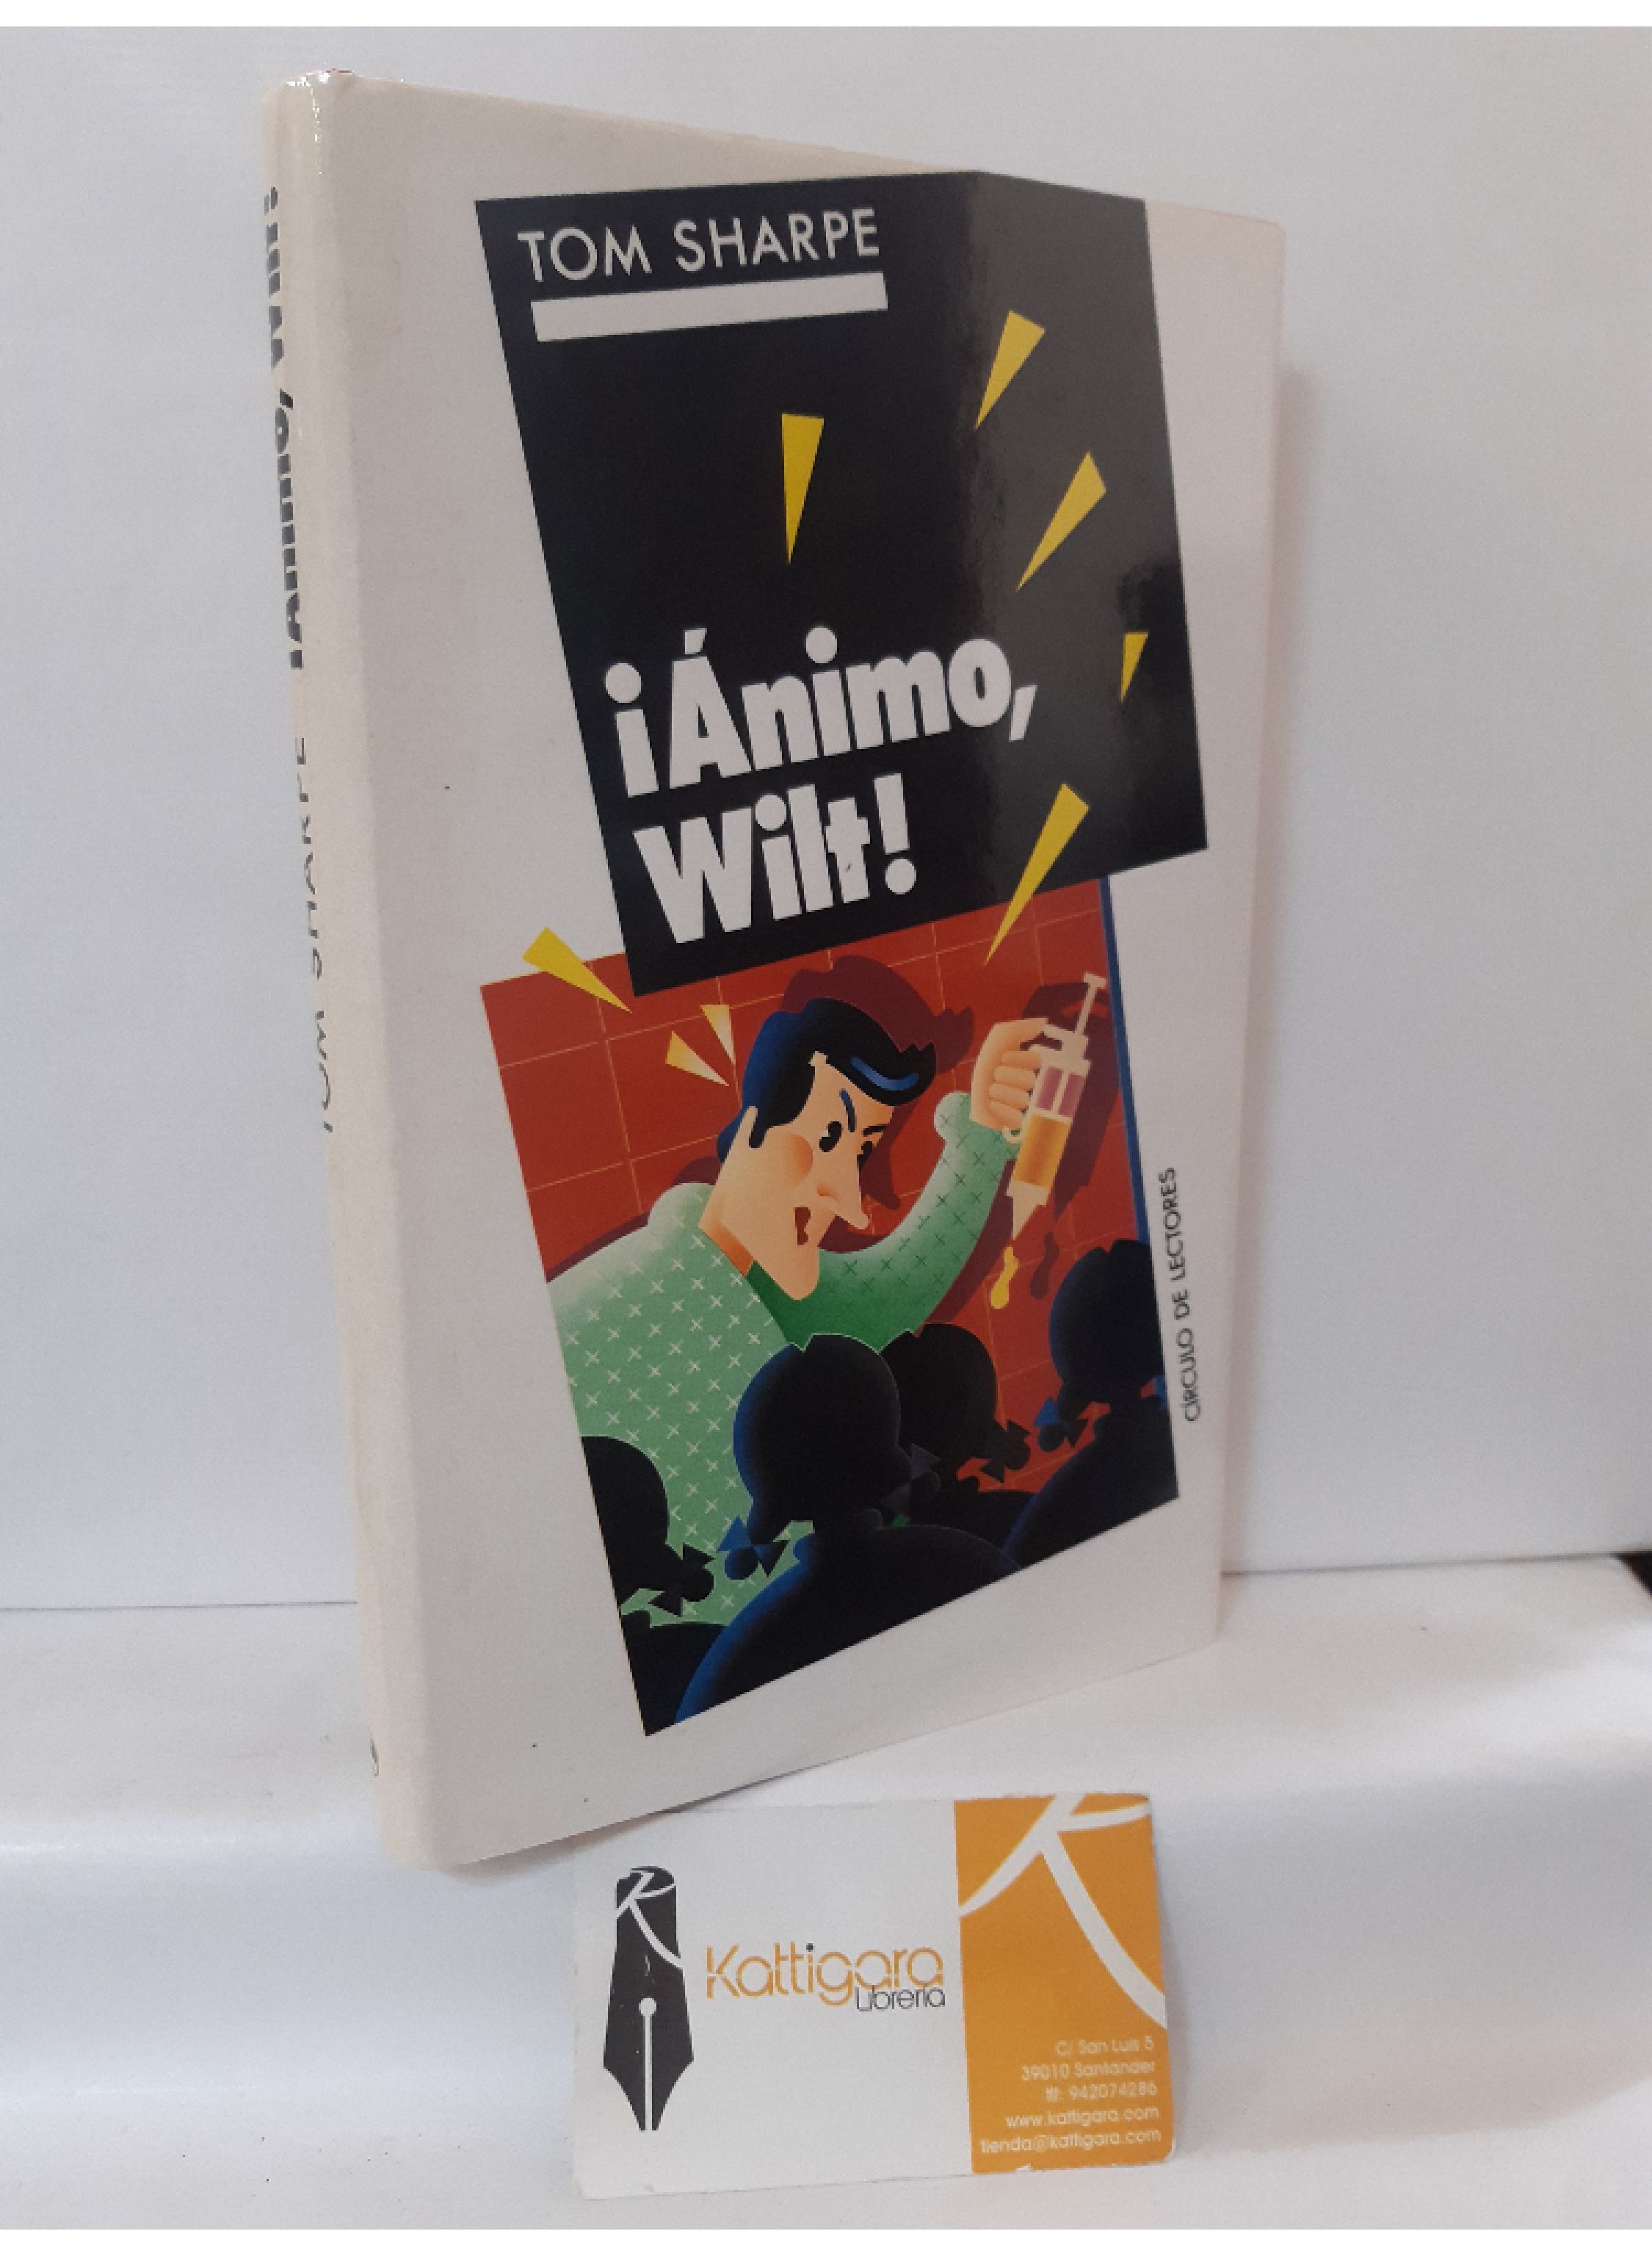 ¡Ánimo, Wilt!
TOM SHARPE
TOM SHARPE
¡Ánimo,
Wilt!
CÍRCULO DE LECTORES
Kattigara
Librería
C/ San Luis 5
39010 Santander
tlf: 942074286
www.kattigara.com
tienda@kattigara.com